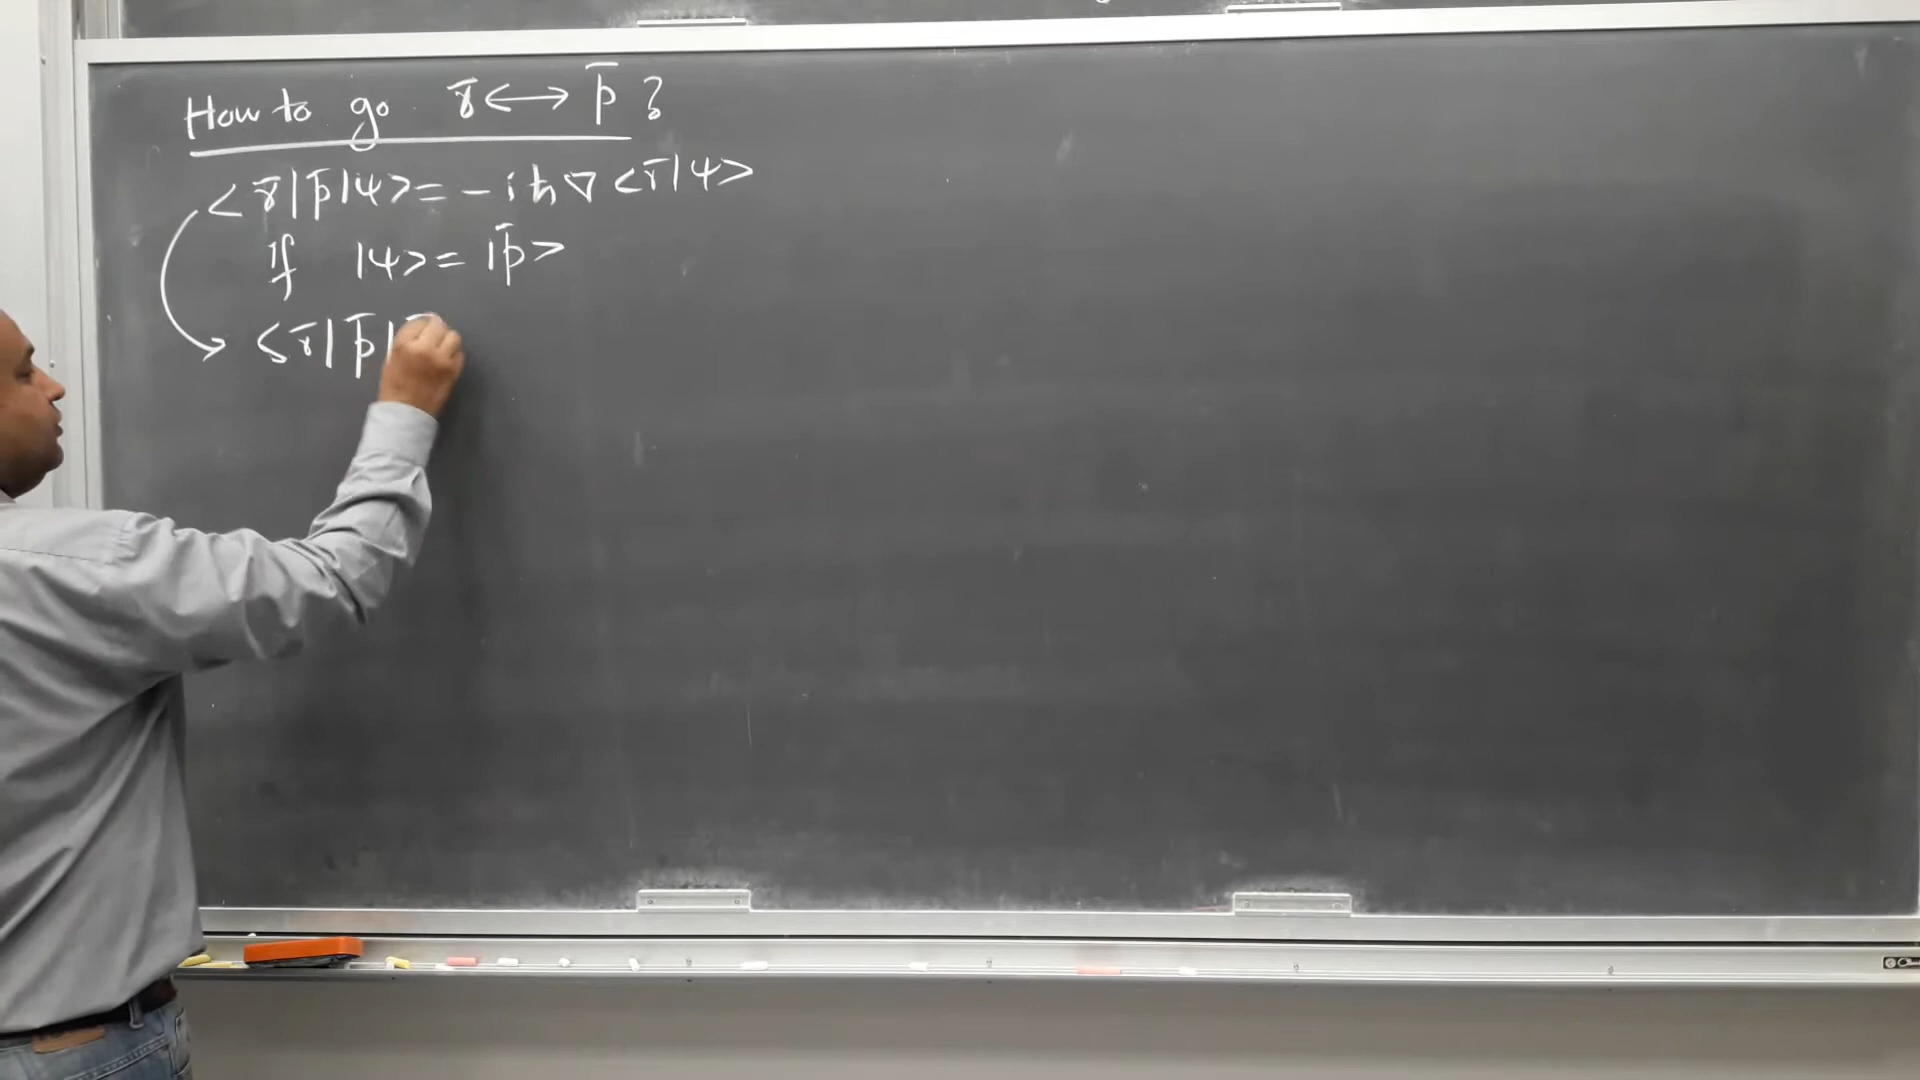 How to go r̄ ↔ p̄ ?
<r̄|p̄|ψ> = -iħ∇<r̄|ψ>
If |ψ> = |p̄>
<r̄|p̄|